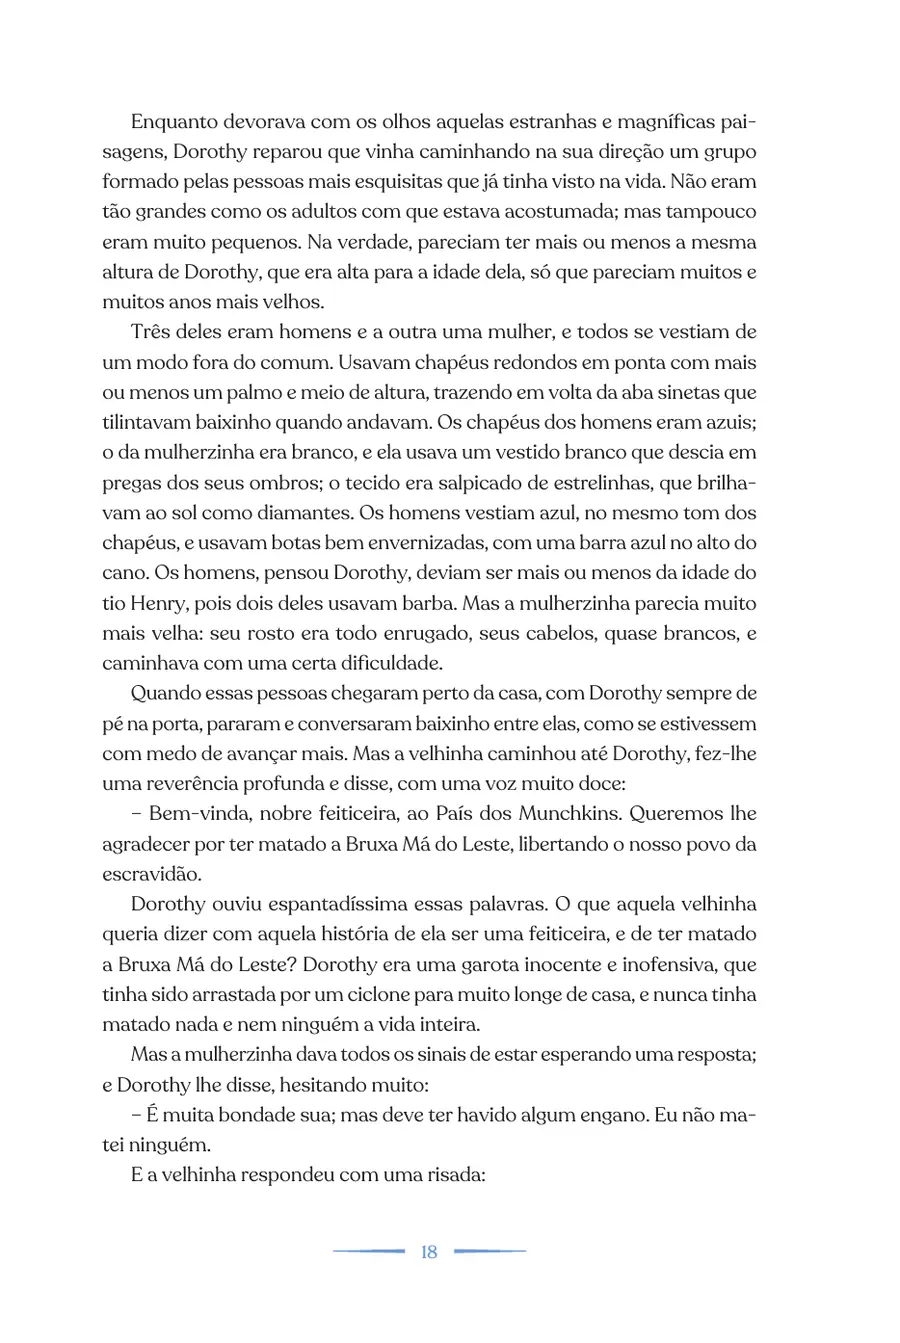 Enquanto devorava com os olhos aquelas estranhas e magníficas pai-
sagens, Dorothy reparou que vinha caminhando na sua direção um grupo
formado pelas pessoas mais esquisitas que já tinha visto na vida. Não eram
tão grandes como os adultos com que estava acostumada; mas tampouco
eram muito pequenos. Na verdade, pareciam ter mais ou menos a mesma
altura de Dorothy, que era alta para a idade dela, só que pareciam muitos e
muitos anos mais velhos.
Três deles eram homens e a outra uma mulher, e todos se vestiam de
um modo fora do comum. Usavam chapéus redondos em ponta com mais
ou menos um palmo e meio de altura, trazendo em volta da aba sinetas que
tilintavam baixinho quando andavam. Os chapéus dos homens eram azuis;
o da mulherzinha era branco, e ela usava um vestido branco que descia em
pregas dos seus ombros; o tecido era salpicado de estrelinhas, que brilha-
vam ao sol como diamantes. Os homens vestiam azul, no mesmo tom dos
chapéus, e usavam botas bem envernizadas, com uma barra azul no alto do
cano. Os homens, pensou Dorothy, deviam ser mais ou menos da idade do
tio Henry, pois dois deles usavam barba. Mas a mulherzinha parecia muito
mais velha: seu rosto era todo enrugado, seus cabelos, quase brancos, e
caminhava com uma certa dificuldade.
Quando essas pessoas chegaram perto da casa, com Dorothy sempre de
pé na porta, pararam e conversaram baixinho entre elas, como se estivessem
com medo de avançar mais. Mas a velhinha caminhou até Dorothy, fez-lhe
uma reverência profunda e disse, com uma voz muito doce:
– Bem-vinda, nobre feiticeira, ao País dos Munchkins. Queremos lhe
agradecer por ter matado a Bruxa Má do Leste, libertando o nosso povo da
escravidão.
Dorothy ouviu espantadíssima essas palavras. O que aquela velhinha
queria dizer com aquela história de ela ser uma feiticeira, e de ter matado
a Bruxa Má do Leste? Dorothy era uma garota inocente e inofensiva, que
tinha sido arrastada por um ciclone para muito longe de casa, e nunca tinha
matado nada e nem ninguém a vida inteira.
Mas a mulherzinha dava todos os sinais de estar esperando uma resposta;
e Dorothy lhe disse, hesitando muito:
– É muita bondade sua; mas deve ter havido algum engano. Eu não ma-
tei ninguém.
E a velhinha respondeu com uma risada:
18